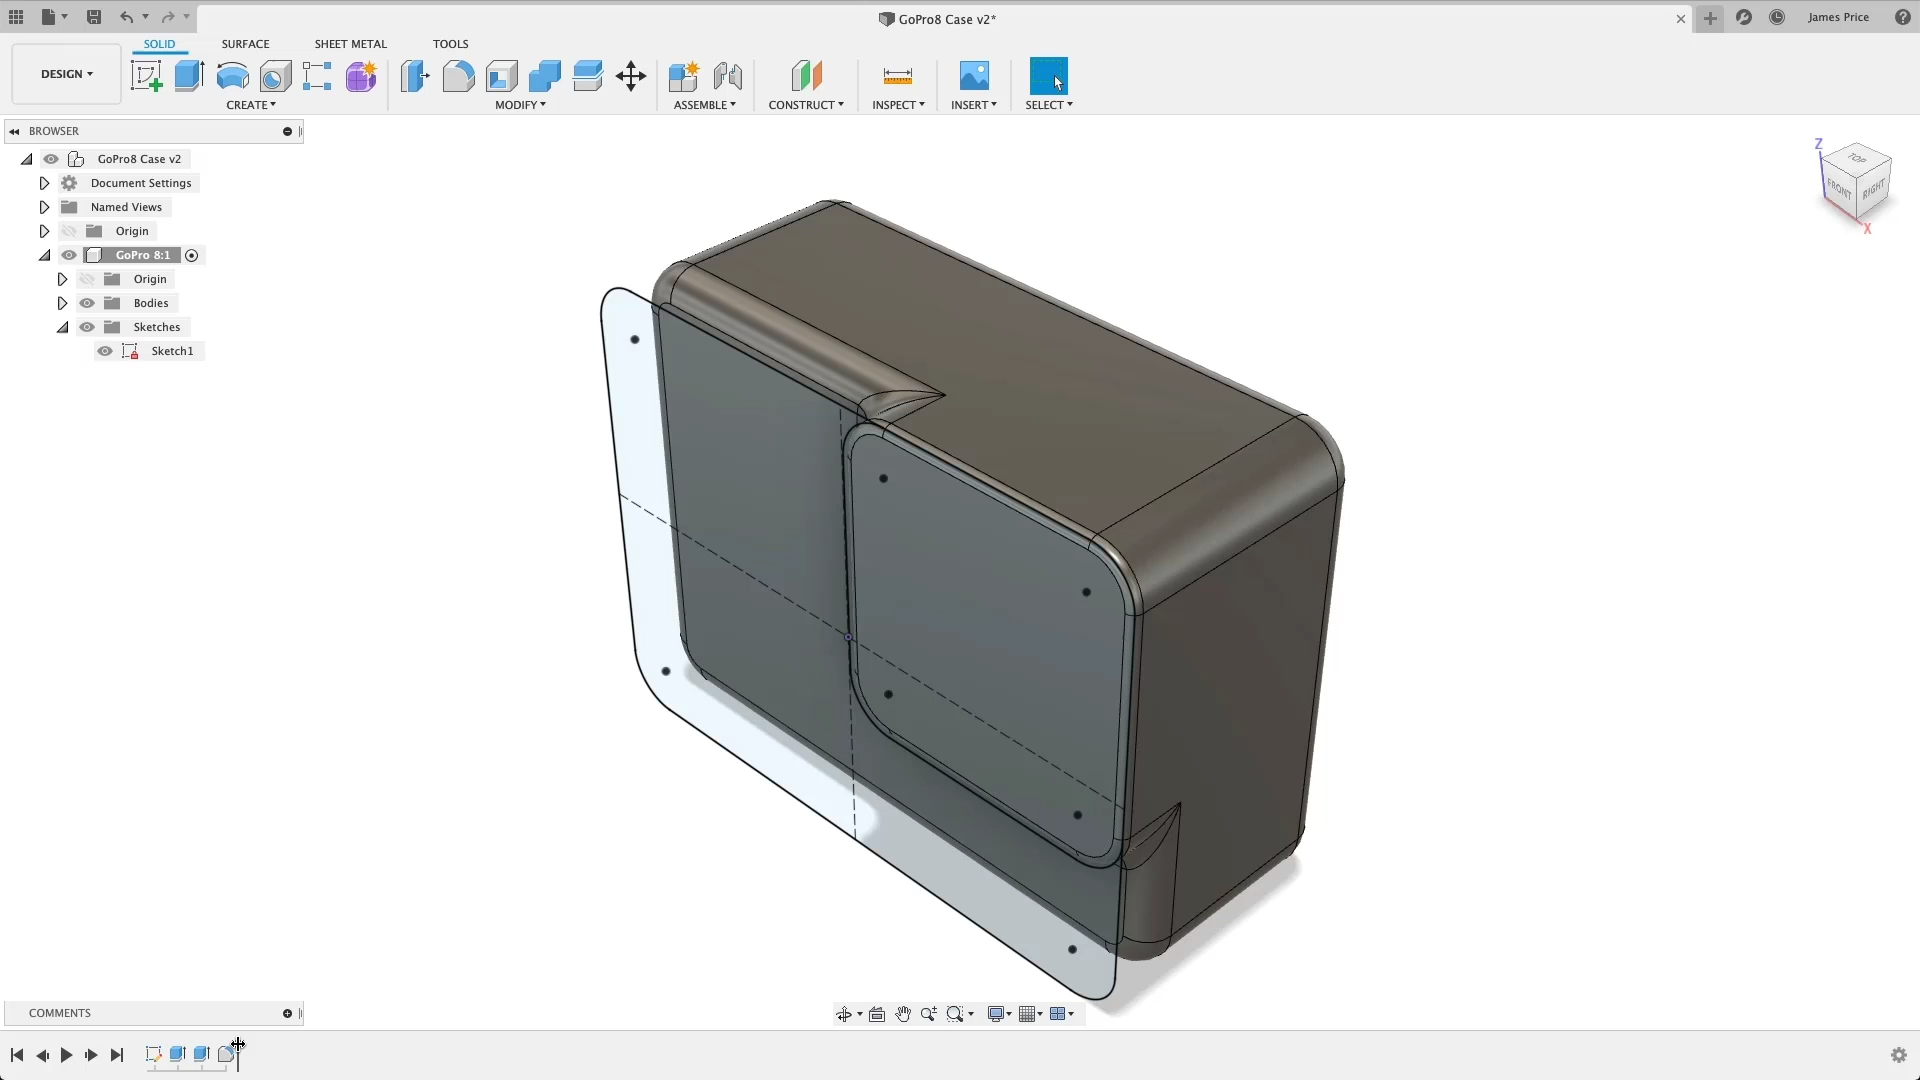 GoPro8 Case v2*
James Price
DESIGN
SOLID SURFACE SHEET METAL TOOLS
CREATE MODIFY ASSEMBLE CONSTRUCT INSPECT INSERT SELECT
BROWSER
GoPro8 Case v2
Document Settings
Named Views
Origin
GoPro 8:1
Origin
Bodies
Sketches
Sketch1
Z
TOP
FRONT
RIGHT
X
COMMENTS